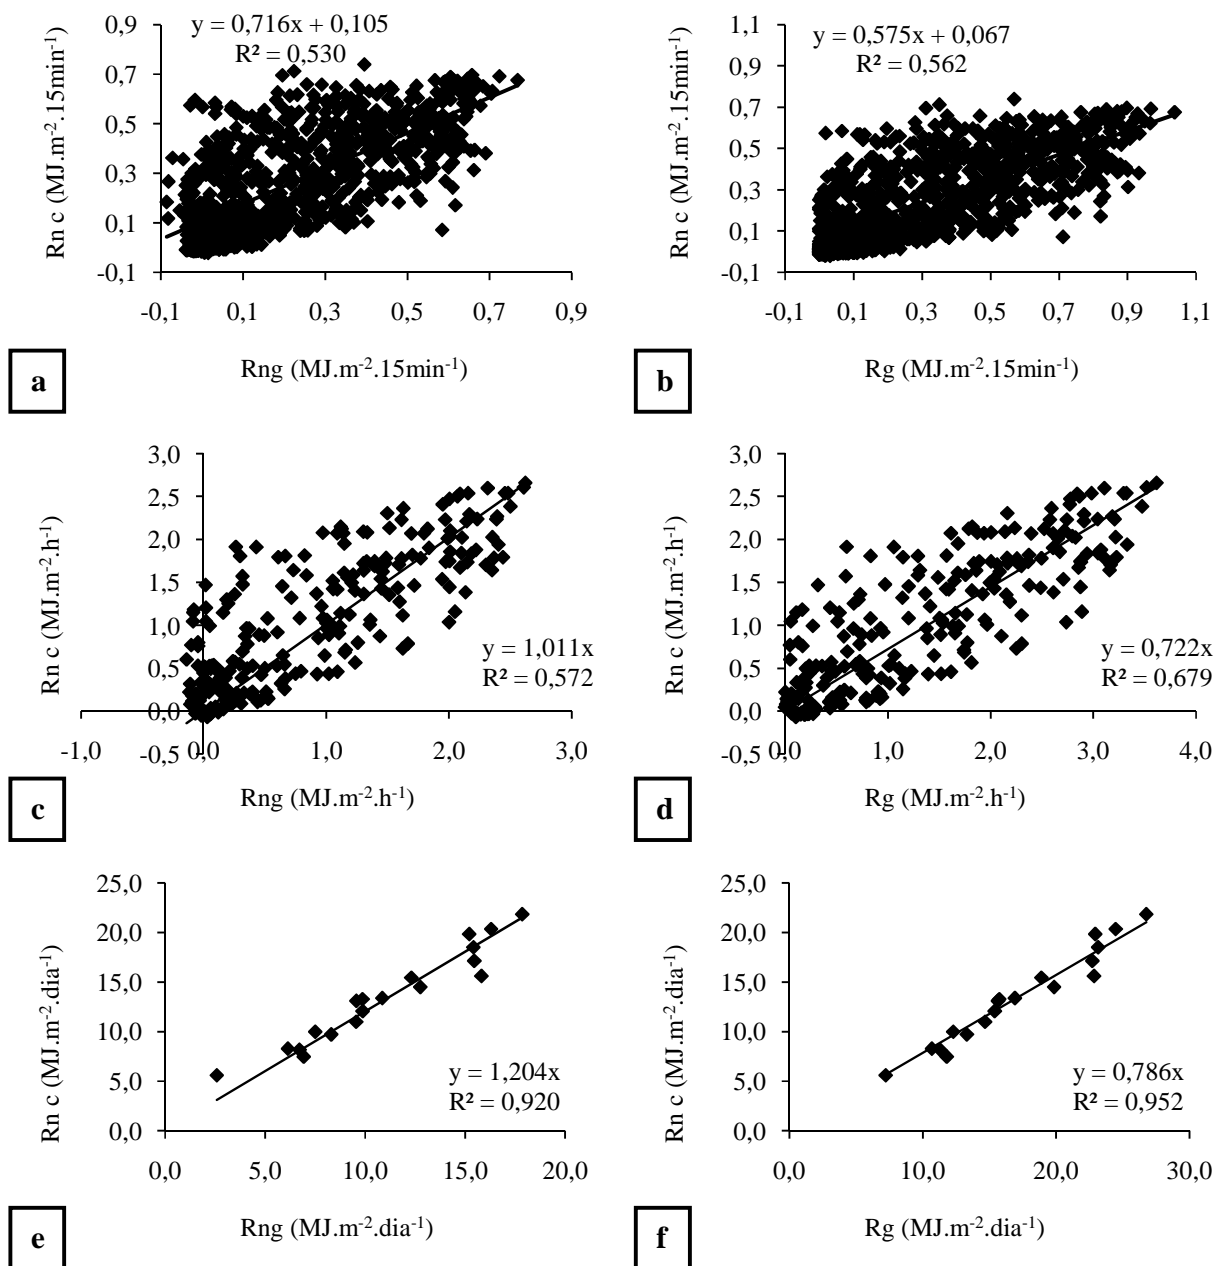 y = 0,716x + 0,105
R² = 0,530
Rn c (MJ.m⁻².15min⁻¹)
0,9
0,7
0,5
0,3
0,1
-0,1
-0,1 0,1 0,3 0,5 0,7 0,9
Rng (MJ.m⁻².15min⁻¹)
a
y = 0,575x + 0,067
R² = 0,562
Rn c (MJ.m⁻².15min⁻¹)
1,1
0,9
0,7
0,5
0,3
0,1
-0,1
-0,1 0,1 0,3 0,5 0,7 0,9 1,1
Rg (MJ.m⁻².15min⁻¹)
b
Rn c (MJ.m⁻².h⁻¹)
3,0
2,5
2,0
1,5
1,0
0,5
0,0
-0,5
y = 1,011x
R² = 0,572
-1,0 0,0 1,0 2,0 3,0
Rng (MJ.m⁻².h⁻¹)
c
Rn c (MJ.m⁻².h⁻¹)
3,0
2,5
2,0
1,5
1,0
0,5
0,0
-0,5
y = 0,722x
R² = 0,679
0,0 1,0 2,0 3,0 4,0
Rg (MJ.m⁻².h⁻¹)
d
Rn c (MJ.m⁻².dia⁻¹)
25,0
20,0
15,0
10,0
5,0
0,0
y = 1,204x
R² = 0,920
0,0 5,0 10,0 15,0 20,0
Rng (MJ.m⁻².dia⁻¹)
e
Rn c (MJ.m⁻².dia⁻¹)
25,0
20,0
15,0
10,0
5,0
0,0
y = 0,786x
R² = 0,952
0,0 10,0 20,0 30,0
Rg (MJ.m⁻².dia⁻¹)
f